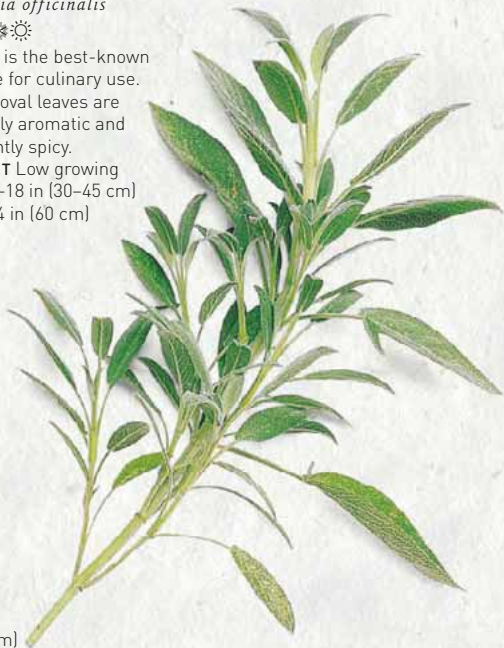 ia officinalis
is the best-known
e for culinary use.
oval leaves are
ly aromatic and
ntly spicy.
T Low growing
-18 in (30–45 cm)
4 in (60 cm)
m)